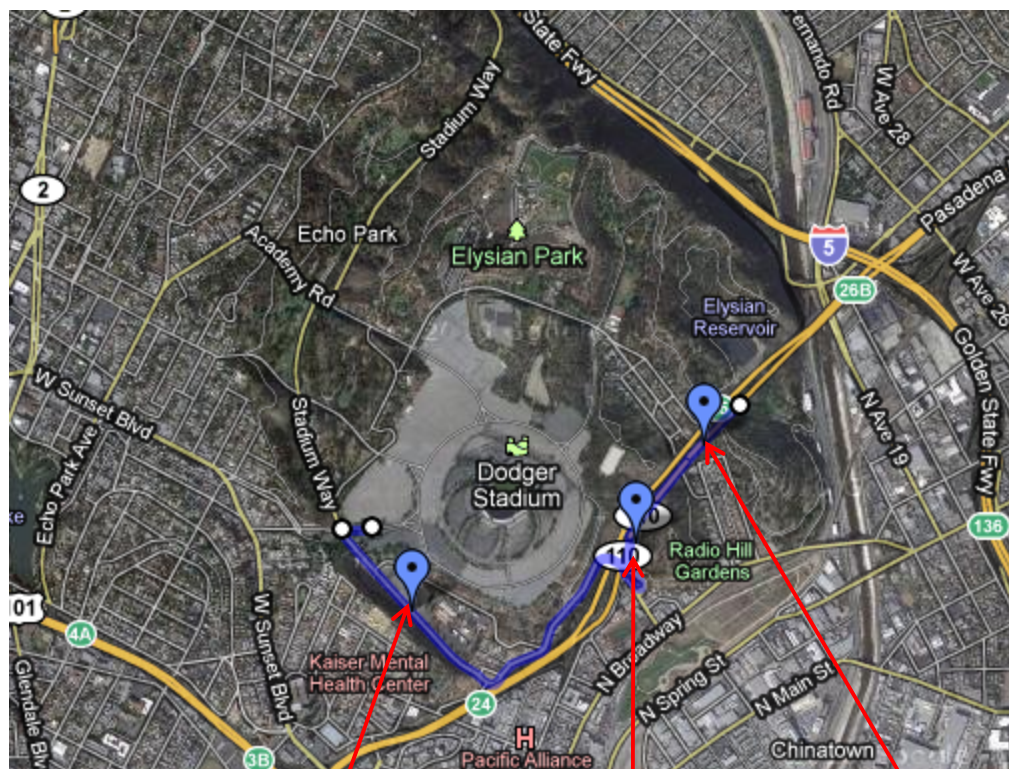 State Fwy
Fernando Rd
W Ave 28
Stadium Way
2
Pasadena
Echo Park
Academy Rd
Elysian Park
5
26B
W Ave 26
Elysian
Reservoir
Golden State Fwy
W Sunset Blvd
Stadium Way
N Ave 19
Echo Park Ave
Dodger
Stadium
136
110
Radio Hill
Gardens
01
4A
W Sunset Blvd
Kaiser Mental
Health Center
N Broadway
24
N Spring St
N Main St
Glendale Blv
3B
H
Pacific Alliance
Chinatown